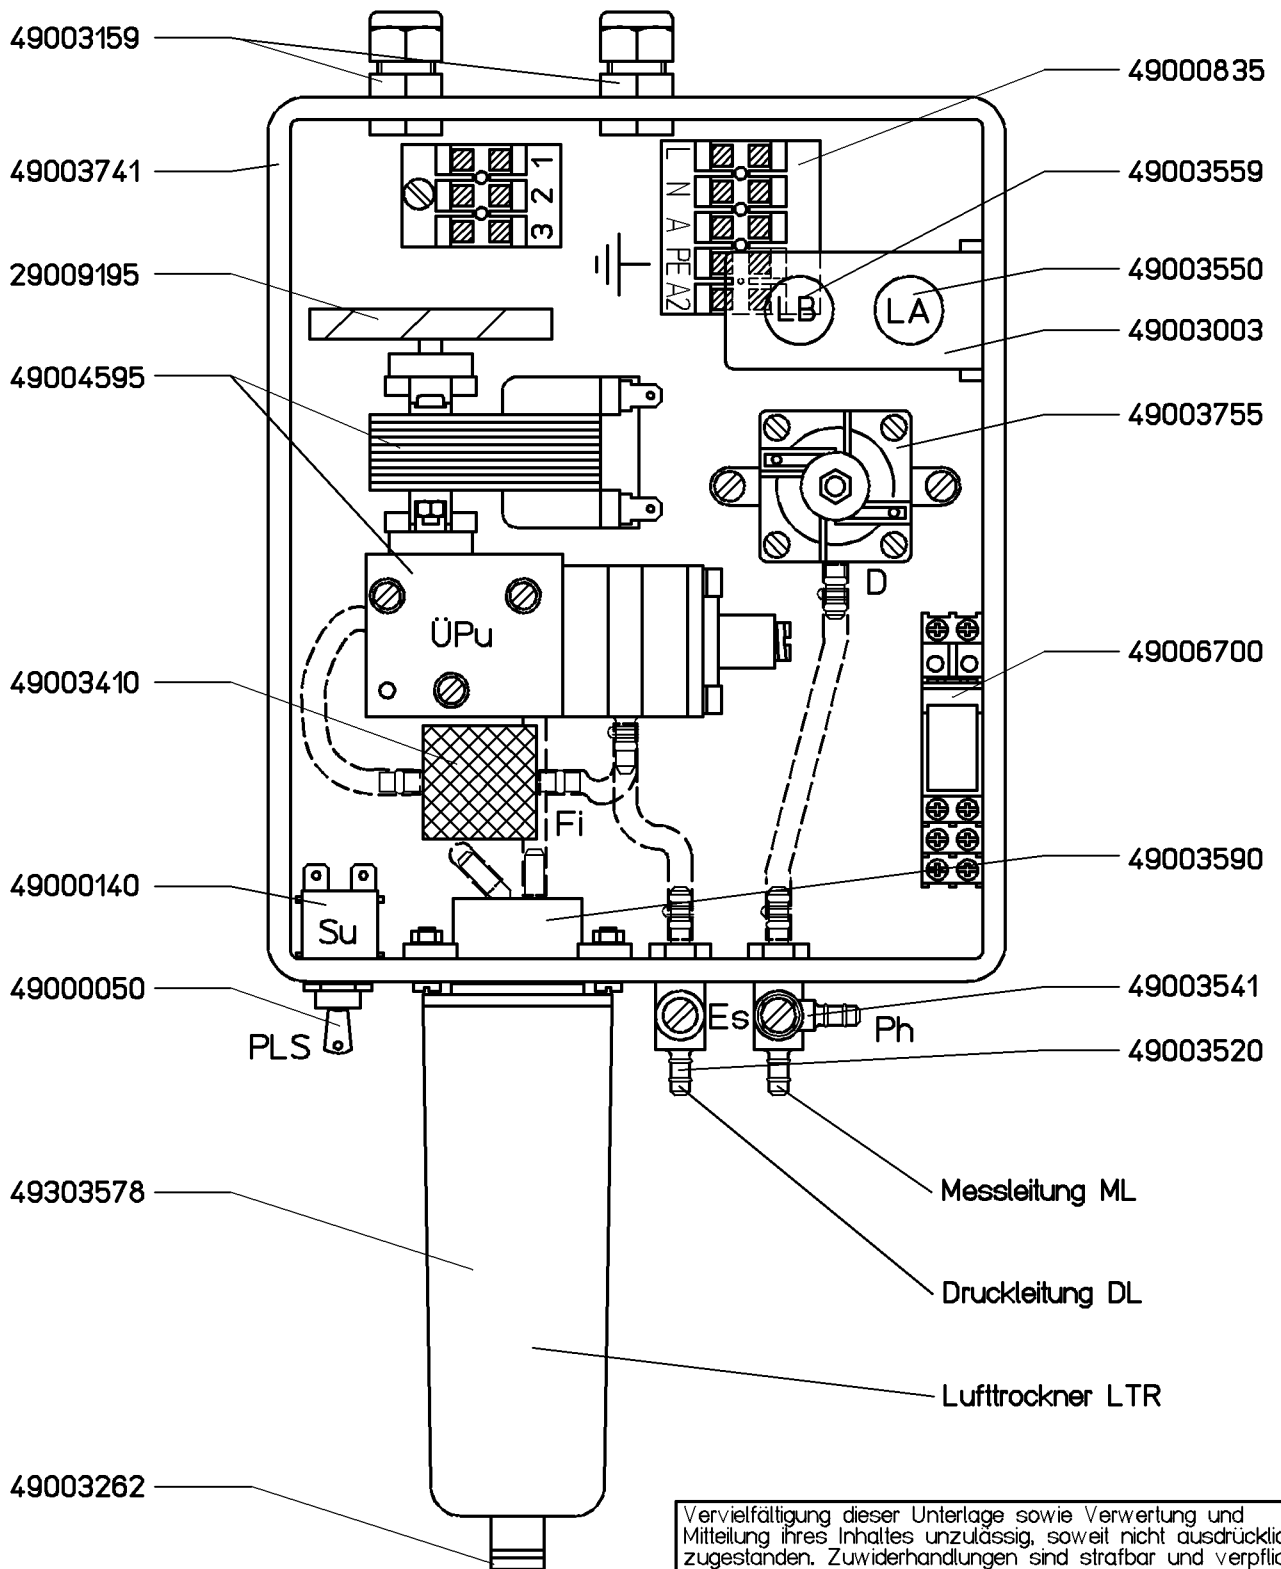 49003159
49000835
49003741
49003559
29009195
49003550
49003003
49004595
49003755
49003410
49006700
49000140
49003590
49000050
49003541
49003520
49303578
49003262
1
2
3
L
N
A
PE
A2
LB
LA
D
ÜPu
Fi
Su
PLS
Es
Ph
Messleitung ML
Druckleitung DL
Lufttrockner LTR
Vervielfältigung dieser Unterlage sowie Verwertung und
Mitteilung ihres Inhaltes unzulässig, soweit nicht ausdrücklic
zugestanden. Zuwiderhandlungen sind strafbar und verpflic